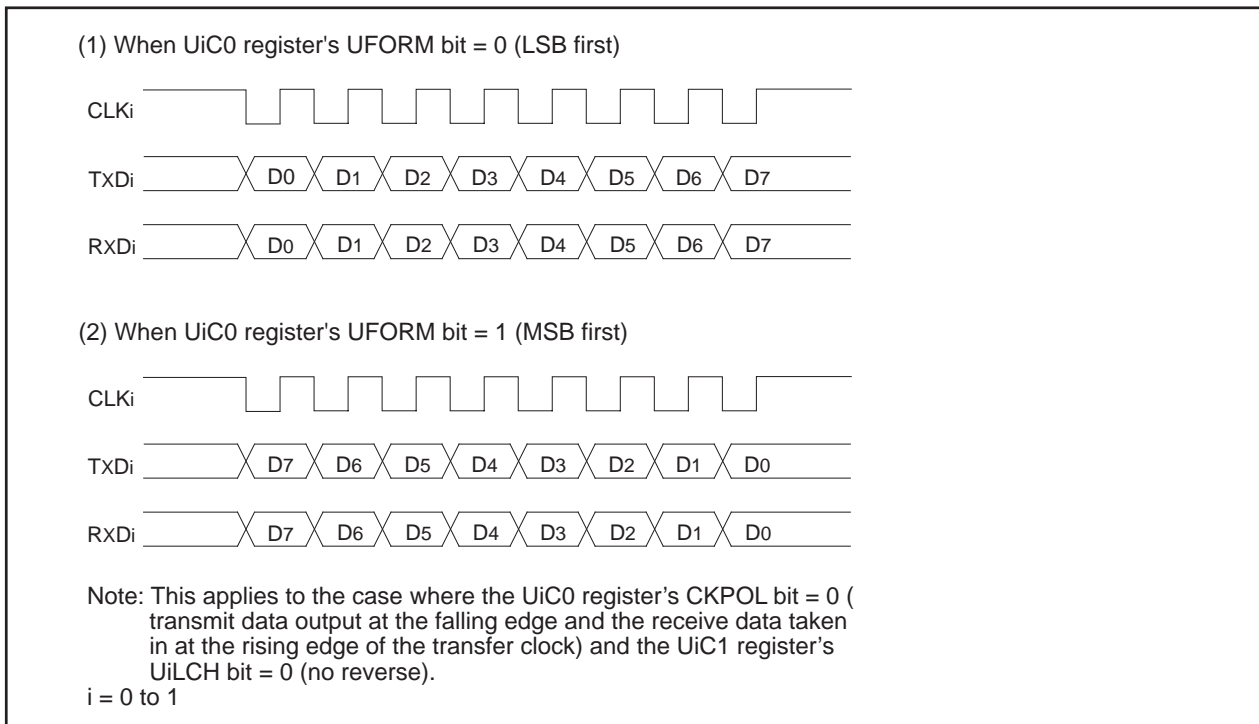 (1) When UiC0 register's UFORM bit = 0 (LSB first)
CLKi
TXDi D0 D1 D2 D3 D4 D5 D6 D7
RXDi D0 D1 D2 D3 D4 D5 D6 D7
(2) When UiC0 register's UFORM bit = 1 (MSB first)
CLKi
TXDi D7 D6 D5 D4 D3 D2 D1 D0
RXDi D7 D6 D5 D4 D3 D2 D1 D0
Note: This applies to the case where the UiC0 register’s CKPOL bit = 0 (
transmit data output at the falling edge and the receive data taken
in at the rising edge of the transfer clock) and the UiC1 register’s
UiLCH bit = 0 (no reverse).
i = 0 to 1